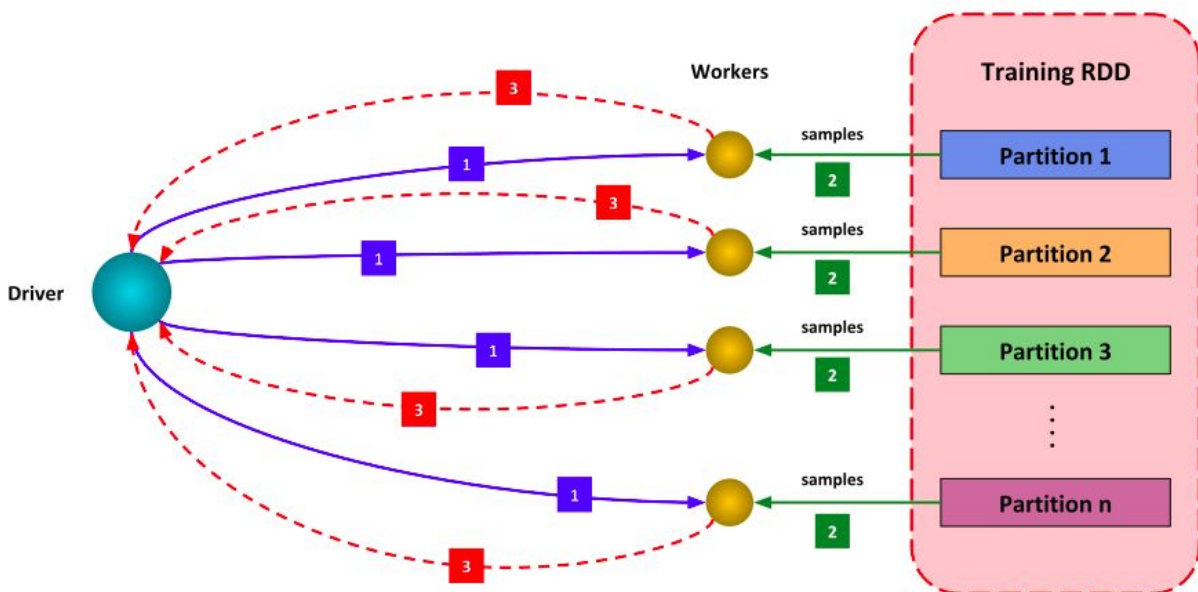 Workers
Training RDD
3
samples
Partition 1
1
2
3
samples
Partition 2
1
2
Driver
samples
Partition 3
1
2
3
samples
Partition n
1
2
3